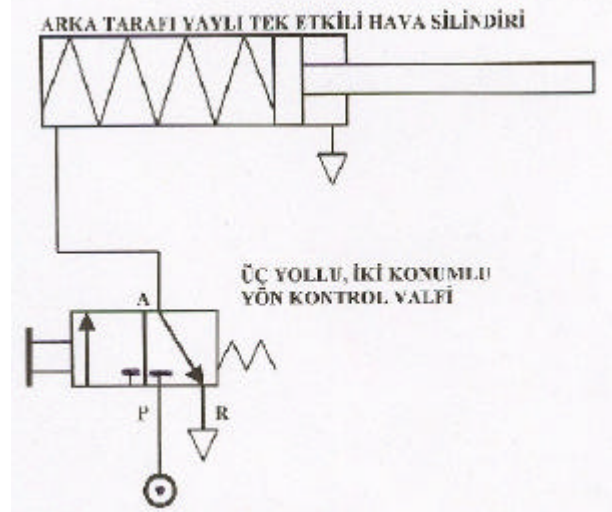 ARKA TARAFI YAYLI TEK ETKİLİ HAVA SİLİNDİRİ
ÜÇ YOLLU, İKİ KONUMLU
YÖN KONTROL VALFİ
A
P R